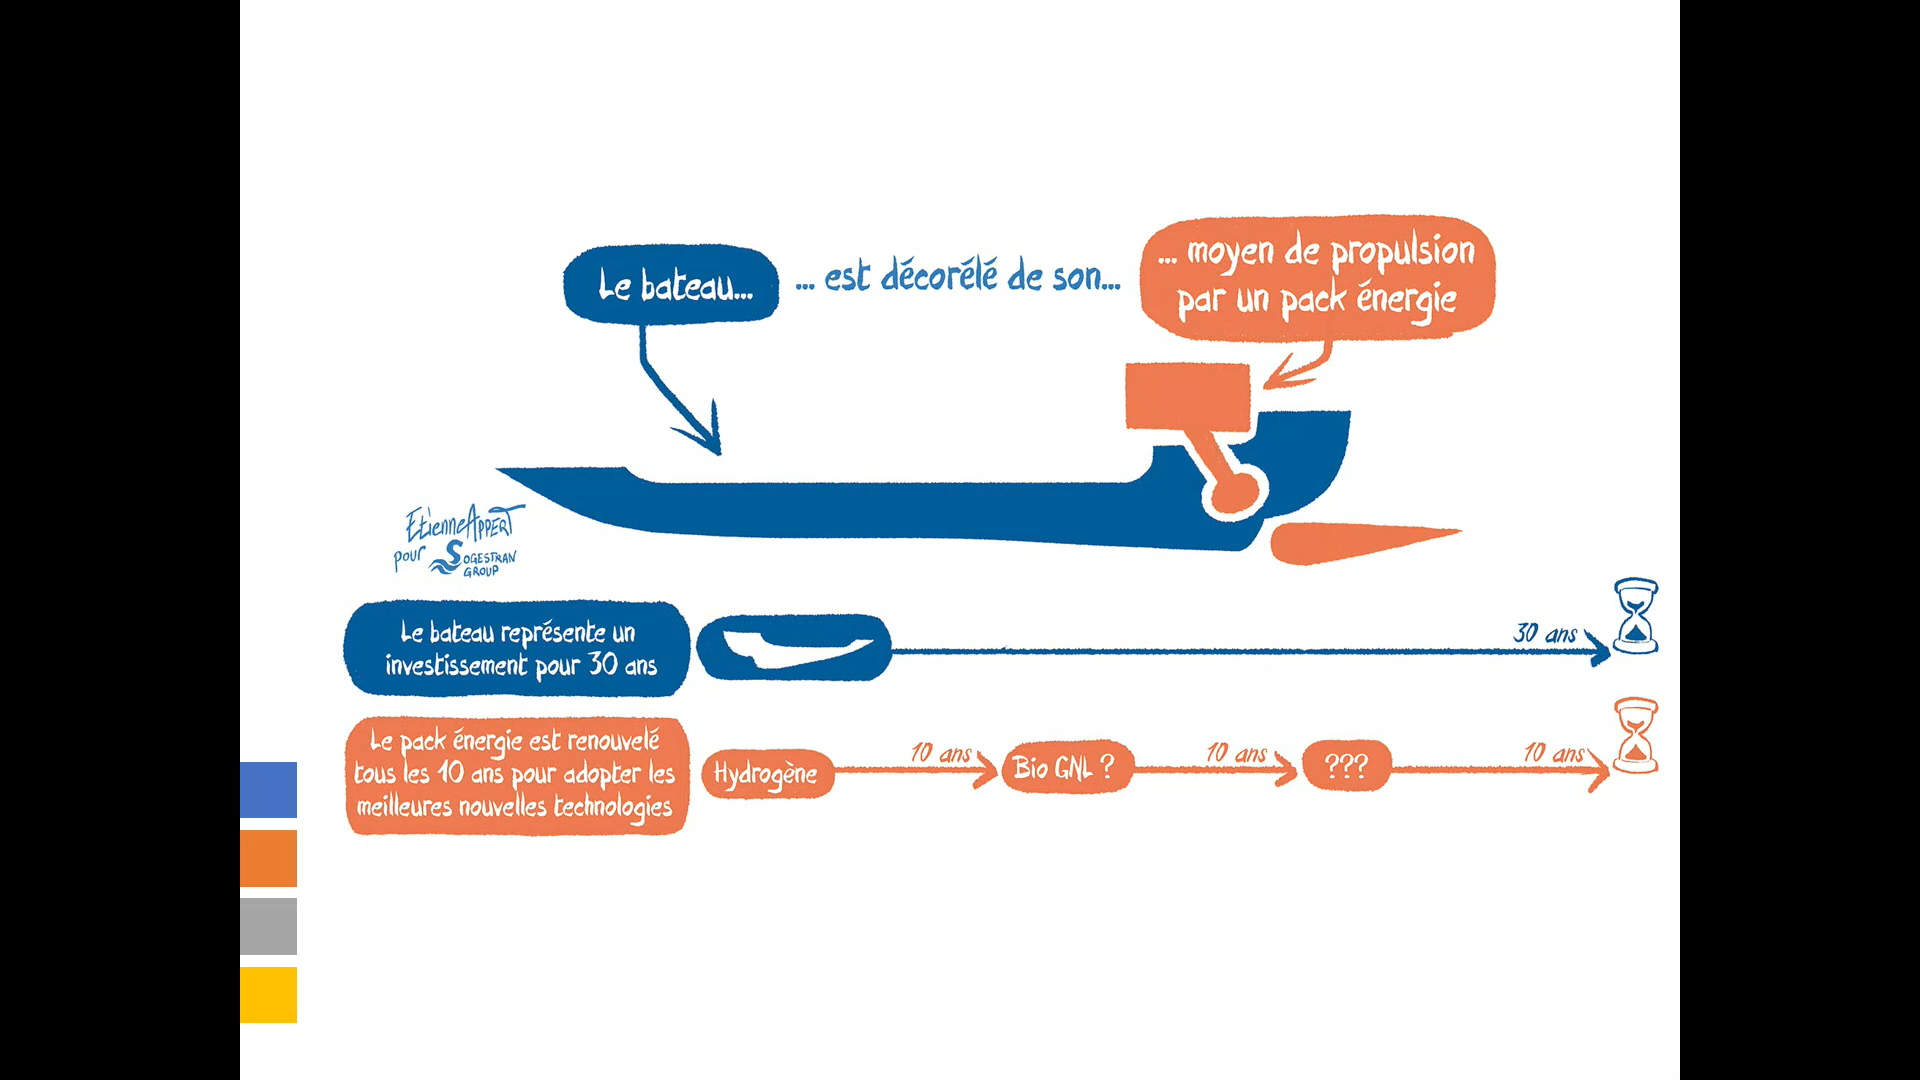 Le bateau...
... est décorélé de son...
... moyen de propulsion
par un pack énergie
Etienne Appert
pour Sogestran
Group
Le bateau représente un
investissement pour 30 ans
30 ans
Le pack énergie est renouvelé
tous les 10 ans pour adopter les
meilleures nouvelles technologies
Hydrogène
10 ans
Bio GNL ?
10 ans
???
10 ans